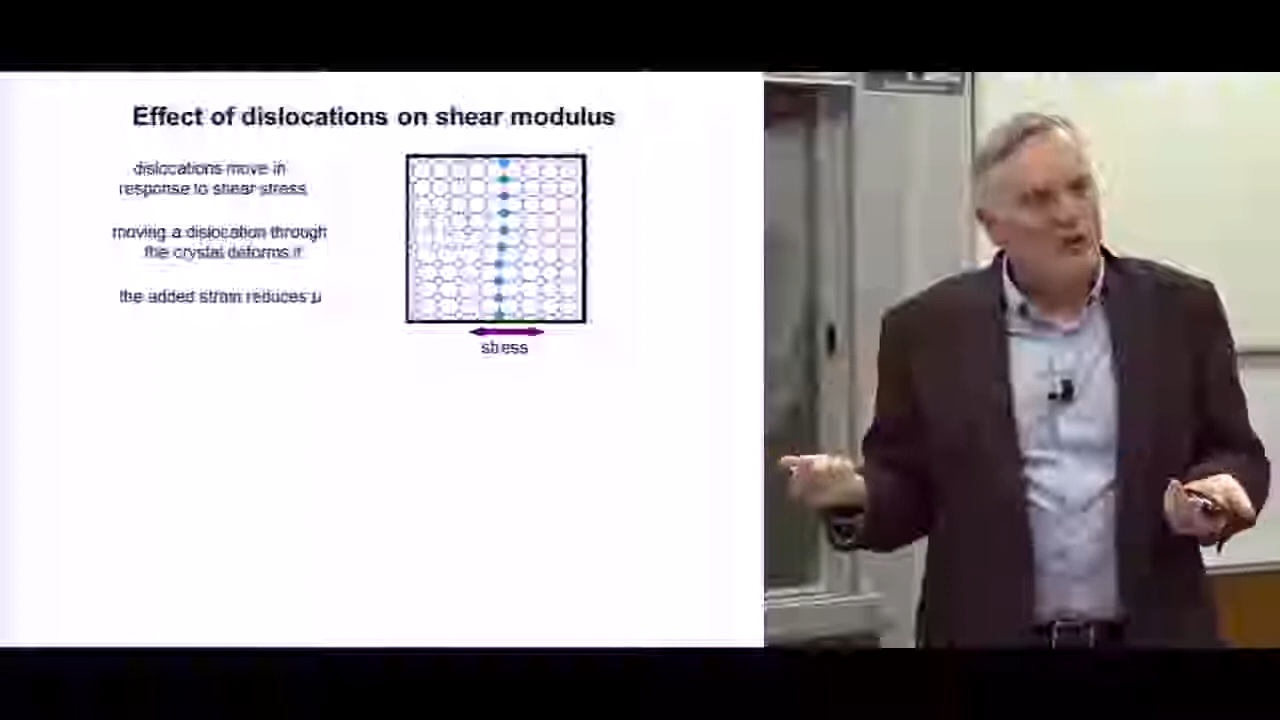 Effect of dislocations on shear modulus
dislocations move in
response to shear stress
moving a dislocation through
the crystal deforms it
the added strain reduces μ
stress